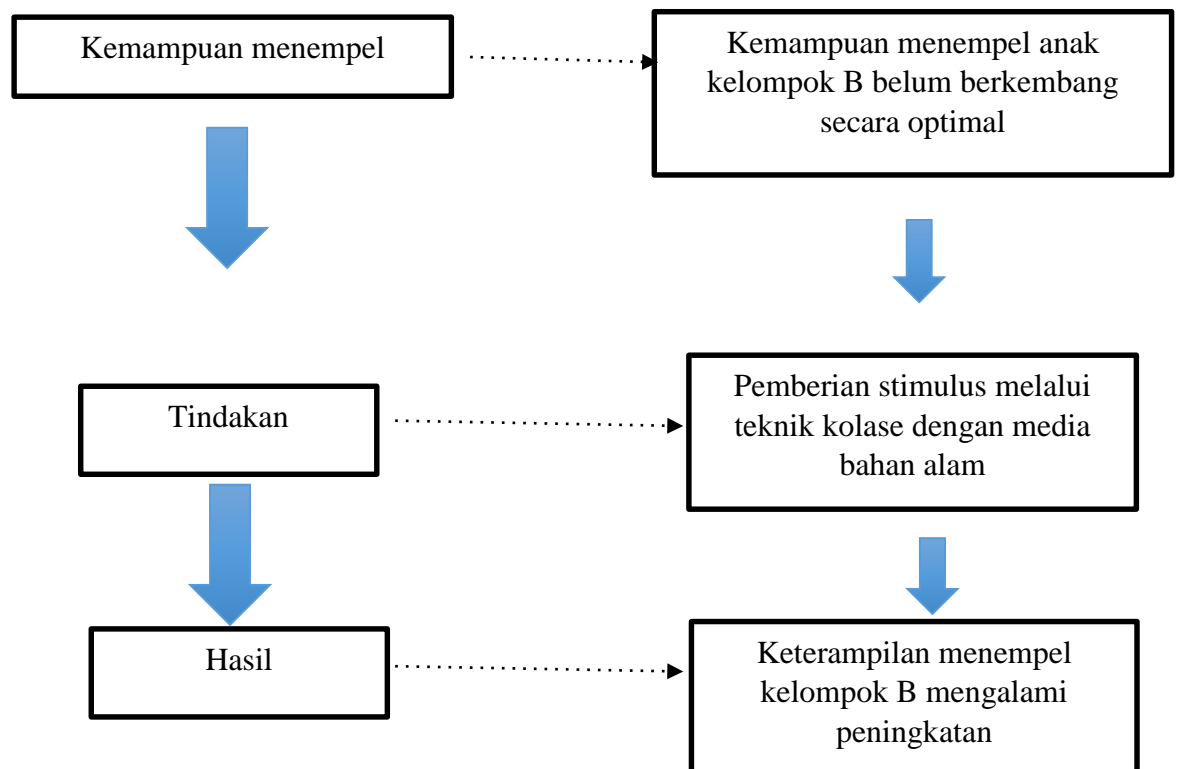 Kemampuan menempel
Kemampuan menempel anak
kelompok B belum berkembang
secara optimal
Tindakan
Pemberian stimulus melalui
teknik kolase dengan media
bahan alam
Hasil
Keterampilan menempel
kelompok B mengalami
peningkatan